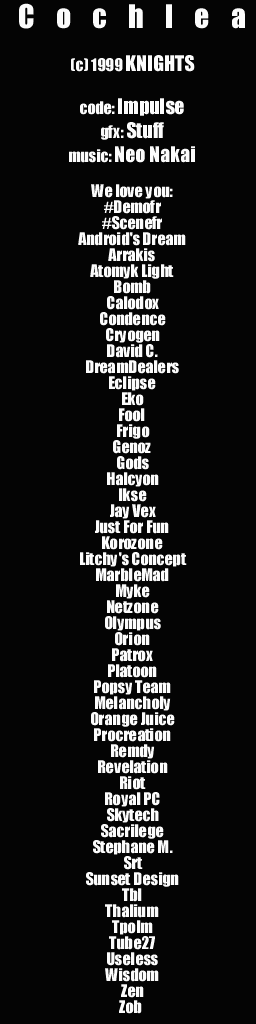 Cochlea
(c) 1999 KNIGHTS
code: Impulse
gfx: Stuff
music: Neo Nakai
We love you:
#Demofr
#Scenefr
Android's Dream
Arrakis
Atomyk Light
Bomb
Calodox
Condence
Cryogen
David C.
DreamDealers
Eclipse
Eko
Fool
Frigo
Genoz
Gods
Halcyon
Ikse
Jay Vex
Just For Fun
Korozone
Litchy's Concept
MarbleMad
Myke
Netzone
Olympus
Orion
Patrox
Platoon
Popsy Team
Melancholy
Orange Juice
Procreation
Remdy
Revelation
Riot
Royal PC
Skytech
Sacrilege
Stephane M.
Srt
Sunset Design
Tbl
Thalium
Tpolm
Tube27
Useless
Wisdom
Zen
Zob